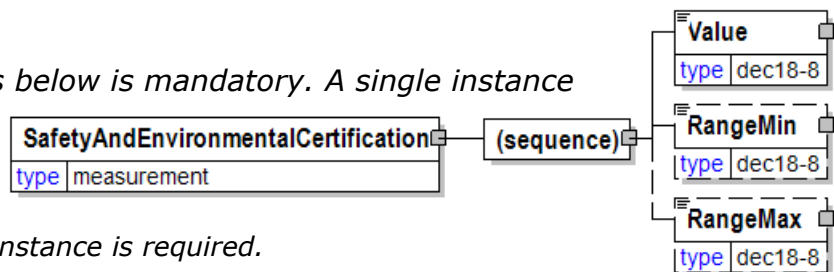 Value
type dec18-8
s below is mandatory. A single instance
RangeMin
type dec18-8
SafetyAndEnvironmentalCertification
type measurement
(sequence)
RangeMax
type dec18-8
nstance is required.